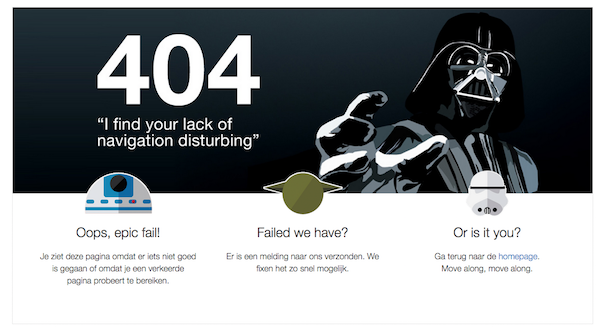 404
“I find your lack of
navigation disturbing”
Oops, epic fail!
Je ziet deze pagina omdat er iets niet goed
is gegaan of omdat je een verkeerde
pagina probeert te bereiken.
Failed we have?
Er is een melding naar ons verzonden. We
fixen het zo snel mogelijk.
Or is it you?
Ga terug naar de homepage.
Move along, move along.